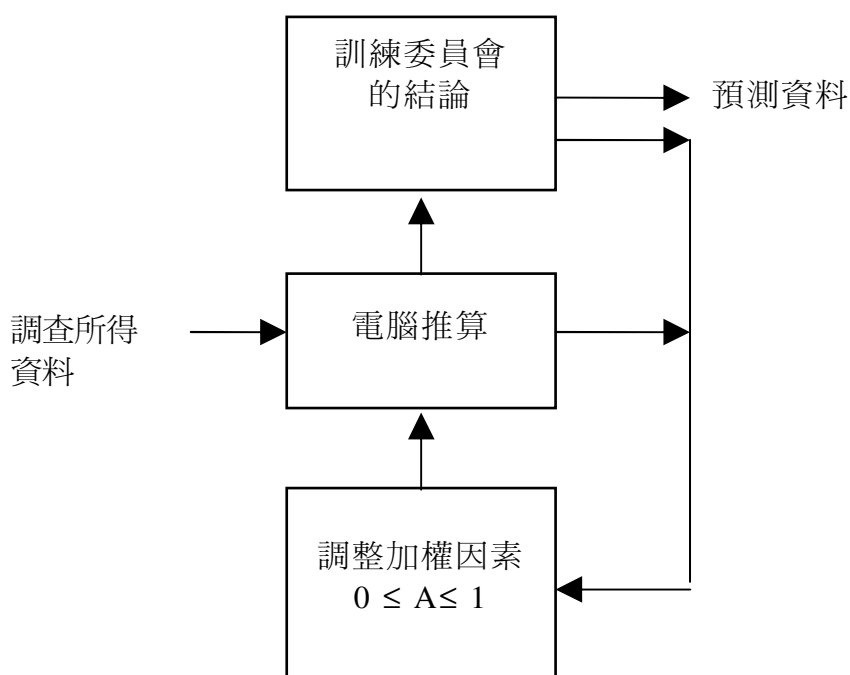 訓練委員會
的結論
預測資料
調查所得
資料
電腦推算
調整加權因素
0 ≤ A≤ 1